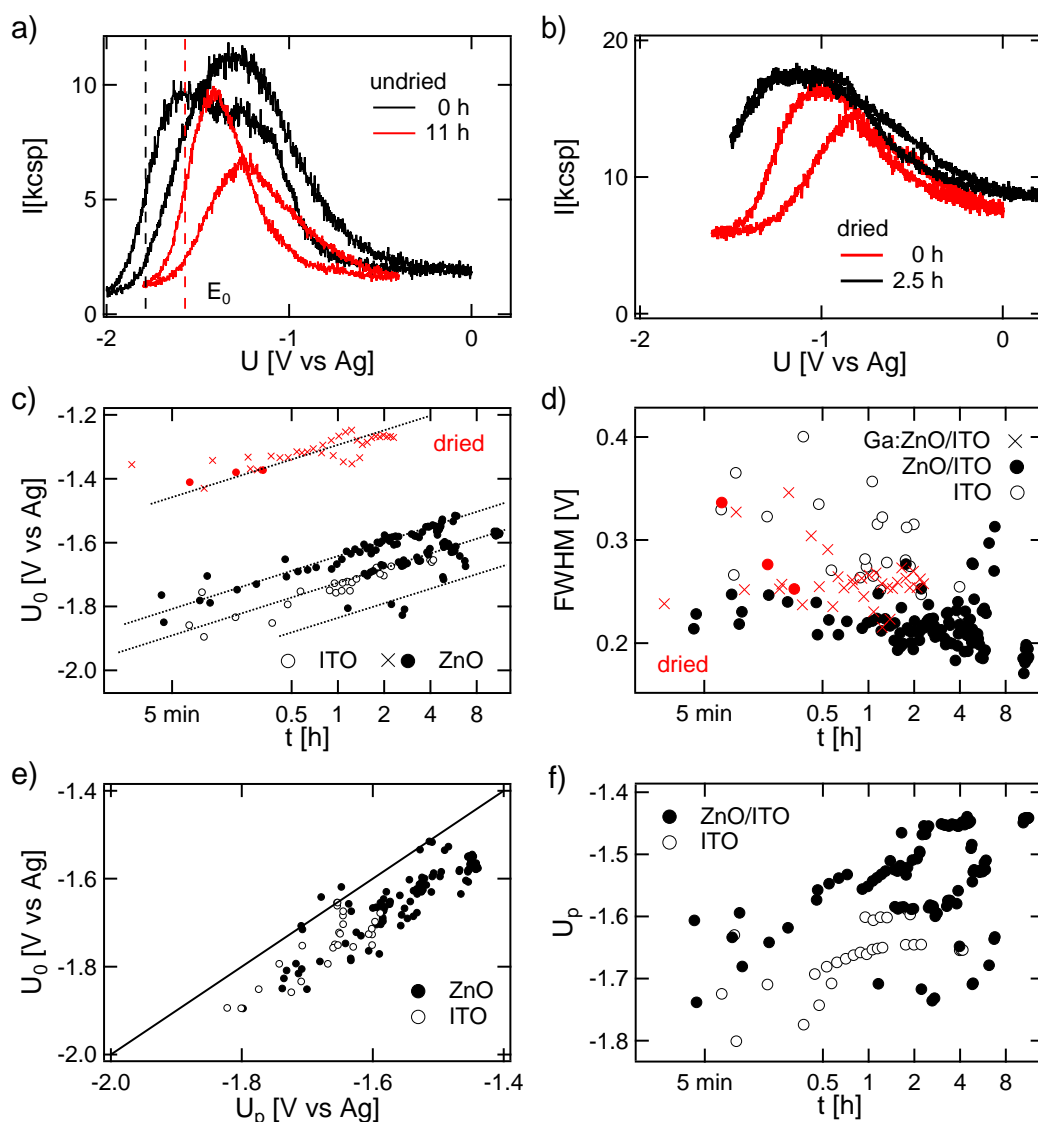 a)
10
5
0
I[kcsp]
undried
0 h
11 h
E0
-2
-1
0
U [V vs Ag]
b)
20
10
0
I[kcsp]
dried
0 h
2.5 h
-2
-1
0
U [V vs Ag]
c)
-1.2
-1.4
-1.6
-1.8
-2.0
U0 [V vs Ag]
dried
ITO
ZnO
5 min
0.5
1
2
4
8
t [h]
d)
0.4
0.3
0.2
FWHM [V]
Ga:ZnO/ITO
ZnO/ITO
ITO
dried
5 min
0.5
1
2
4
8
t [h]
e)
-1.4
-1.6
-1.8
-2.0
U0 [V vs Ag]
ZnO
ITO
-2.0
-1.8
-1.6
-1.4
Up [V vs Ag]
f)
-1.4
-1.5
-1.6
-1.7
-1.8
Up
ZnO/ITO
ITO
5 min
0.5
1
2
4
8
t [h]